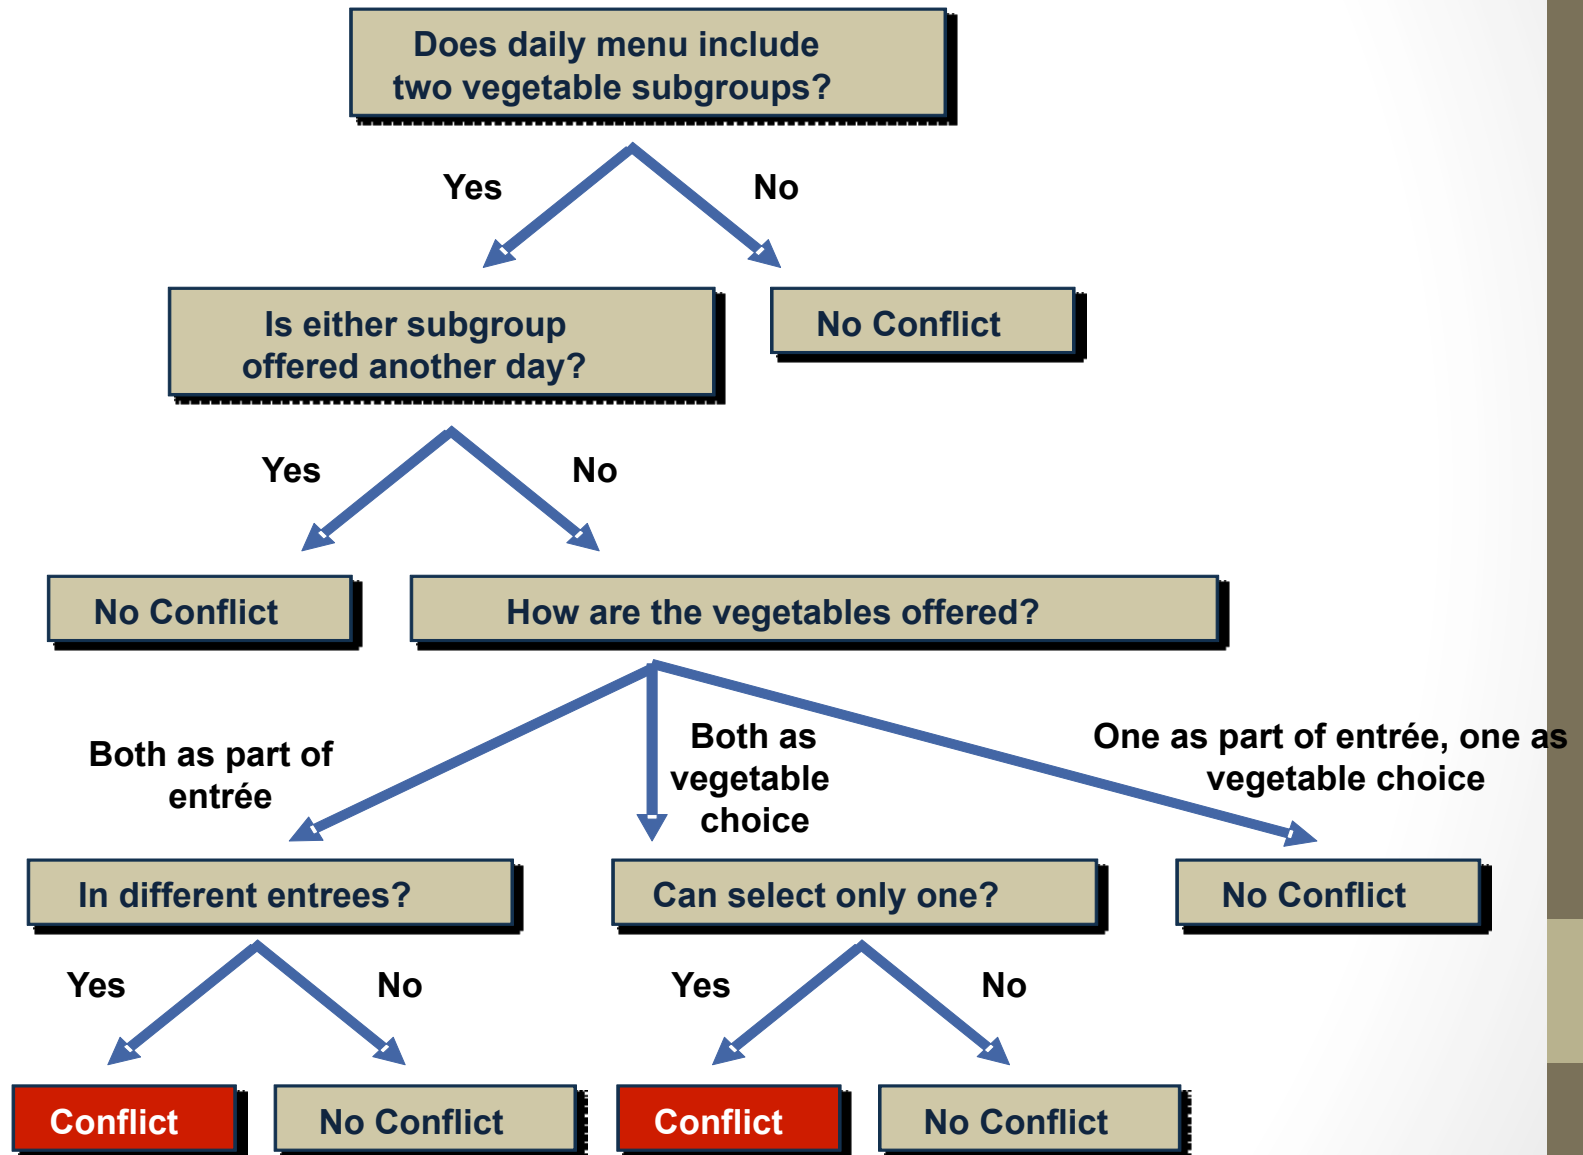 Does daily menu include
two vegetable subgroups?
Yes
No
Is either subgroup
offered another day?
No Conflict
Yes
No
No Conflict
How are the vegetables offered?
Both as part of
entrée
Both as
vegetable
choice
One as part of entrée, one as
vegetable choice
In different entrees?
Can select only one?
No Conflict
Yes
No
Yes
No
Conflict
No Conflict
Conflict
No Conflict